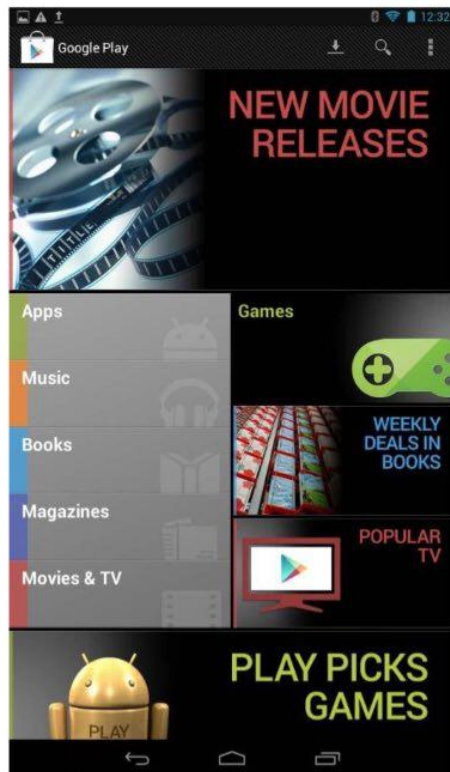 12:32
Google Play
NEW MOVIE
RELEASES
TITLE
Apps
Music
Books
Magazines
Movies & TV
Games
WEEKLY
DEALS IN
BOOKS
POPULAR
TV
PLAY PICKS
GAMES
PLAY